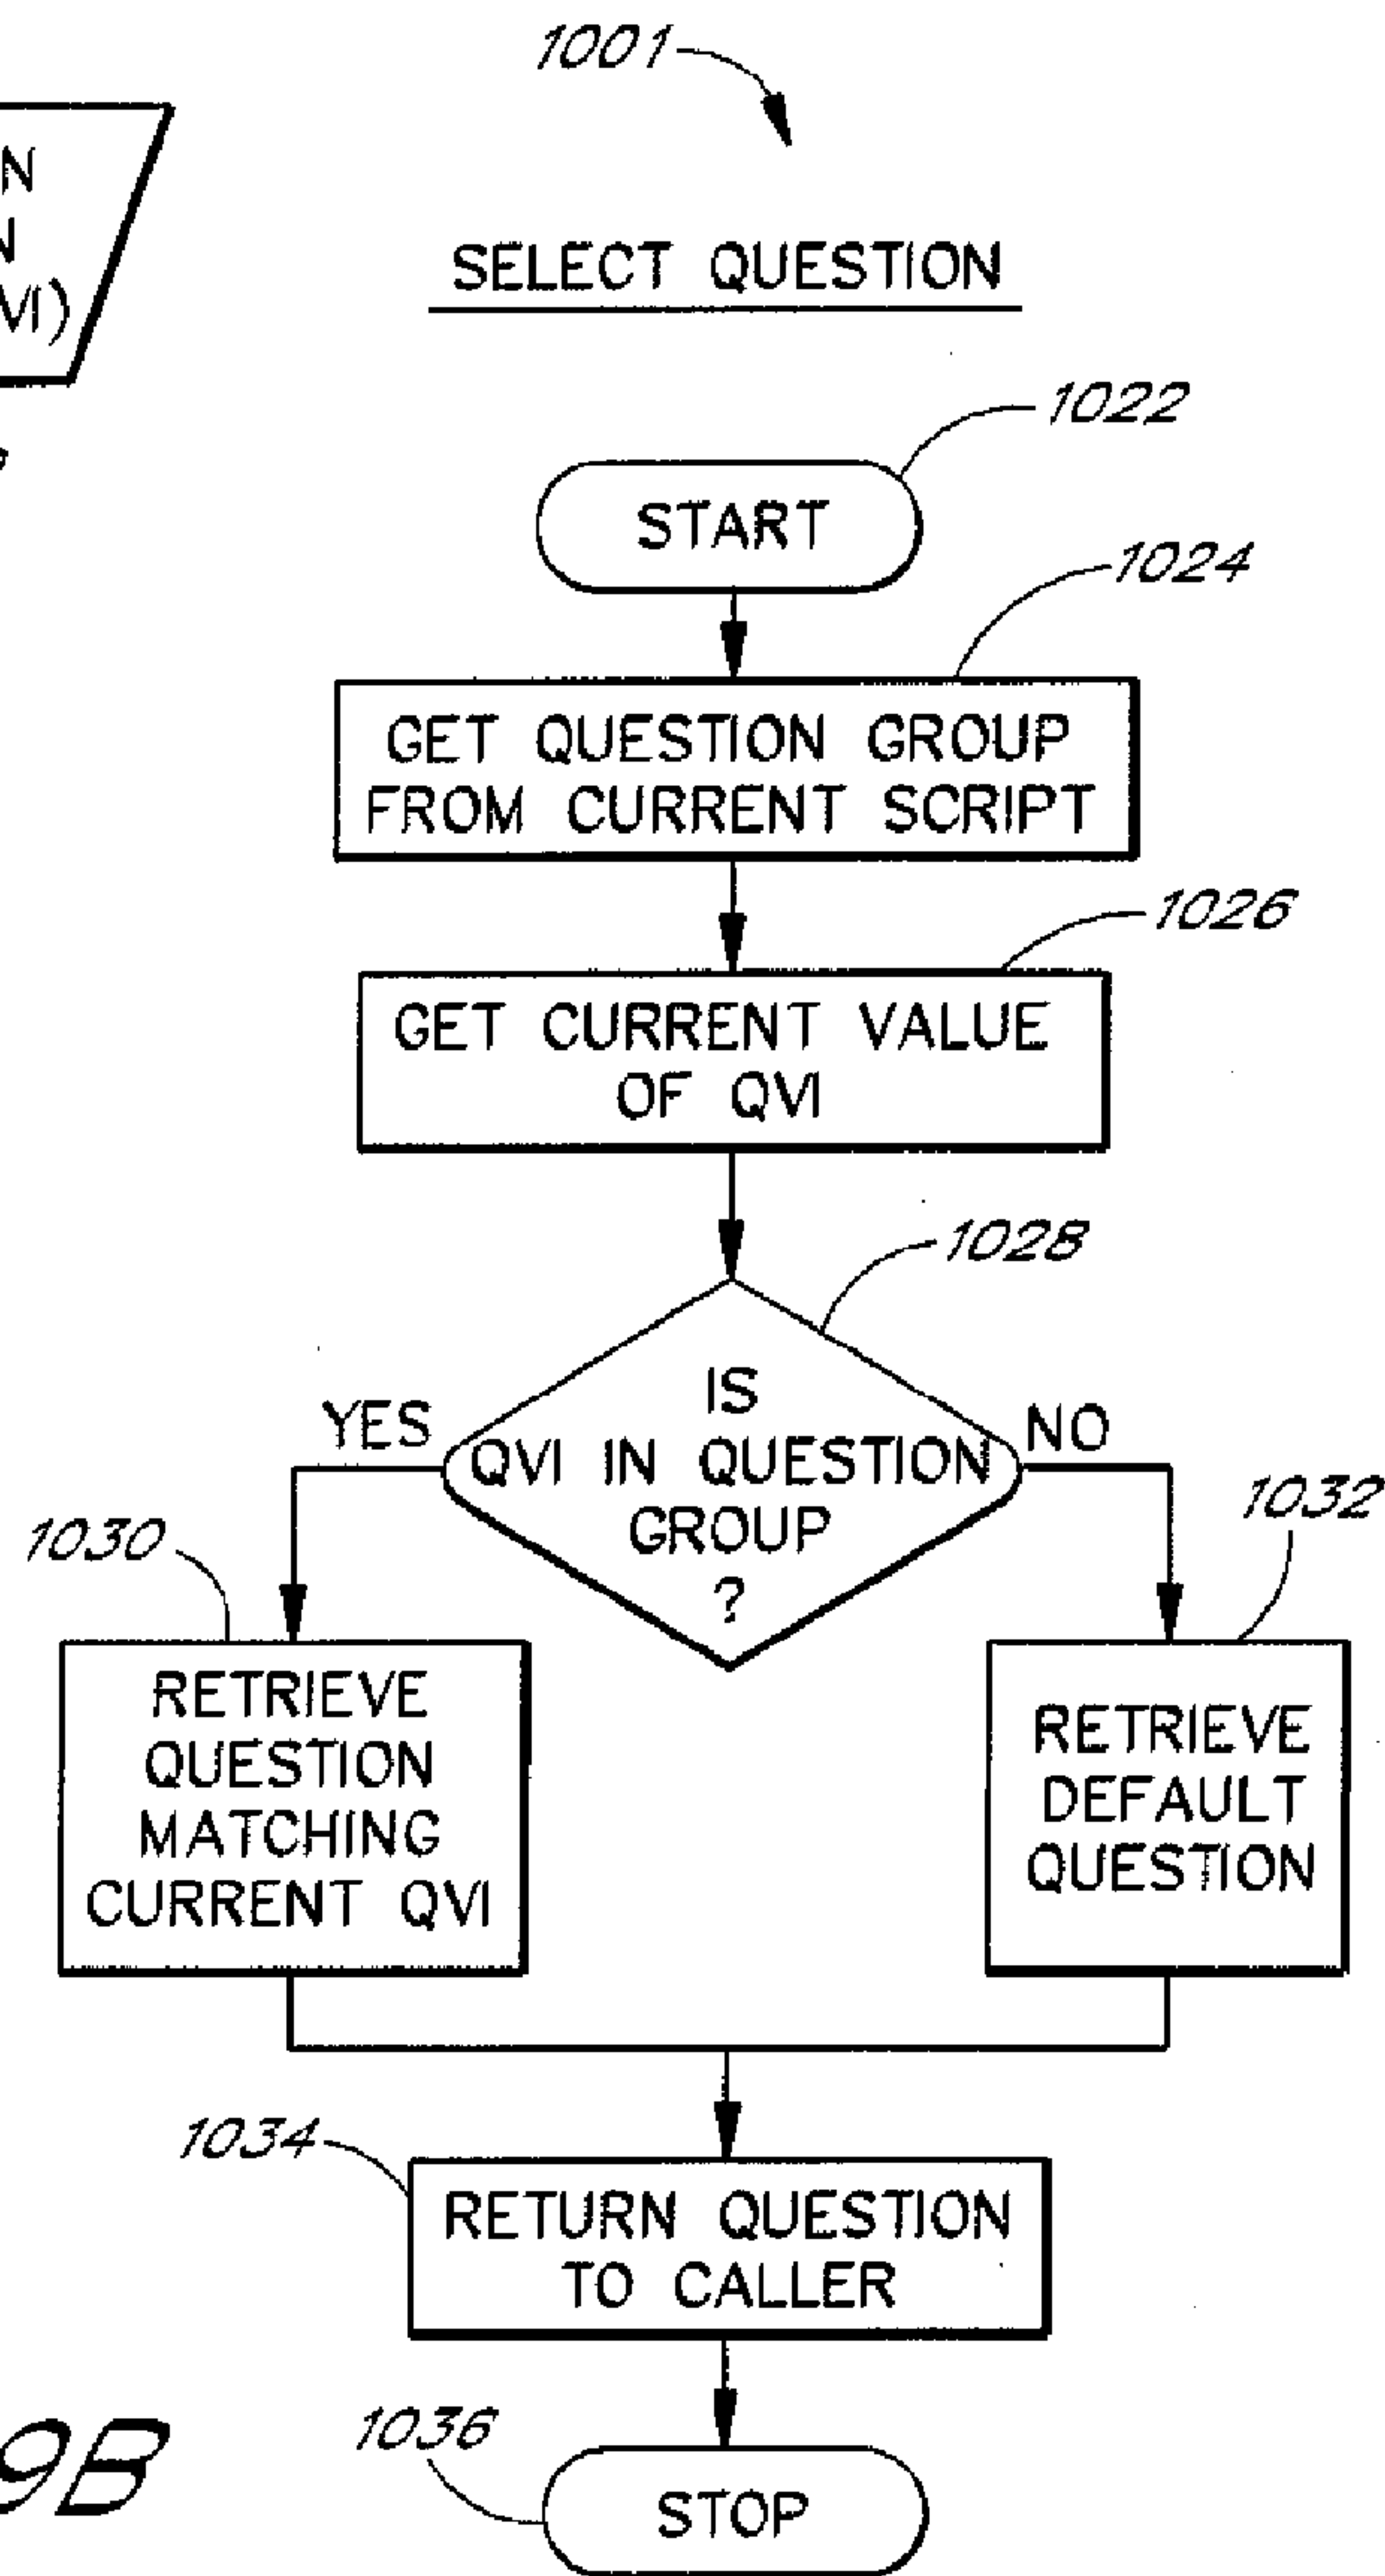 1001
SELECT QUESTION
VI)
1022
START
1024
GET QUESTION GROUP
FROM CURRENT SCRIPT
1026
GET CURRENT VALUE
OF QVI
1028
IS
QVI IN QUESTION
GROUP
?
YES
NO
1030
1032
RETRIEVE
QUESTION
MATCHING
CURRENT QVI
RETRIEVE
DEFAULT
QUESTION
1034
RETURN QUESTION
TO CALLER
1036
STOP
9B